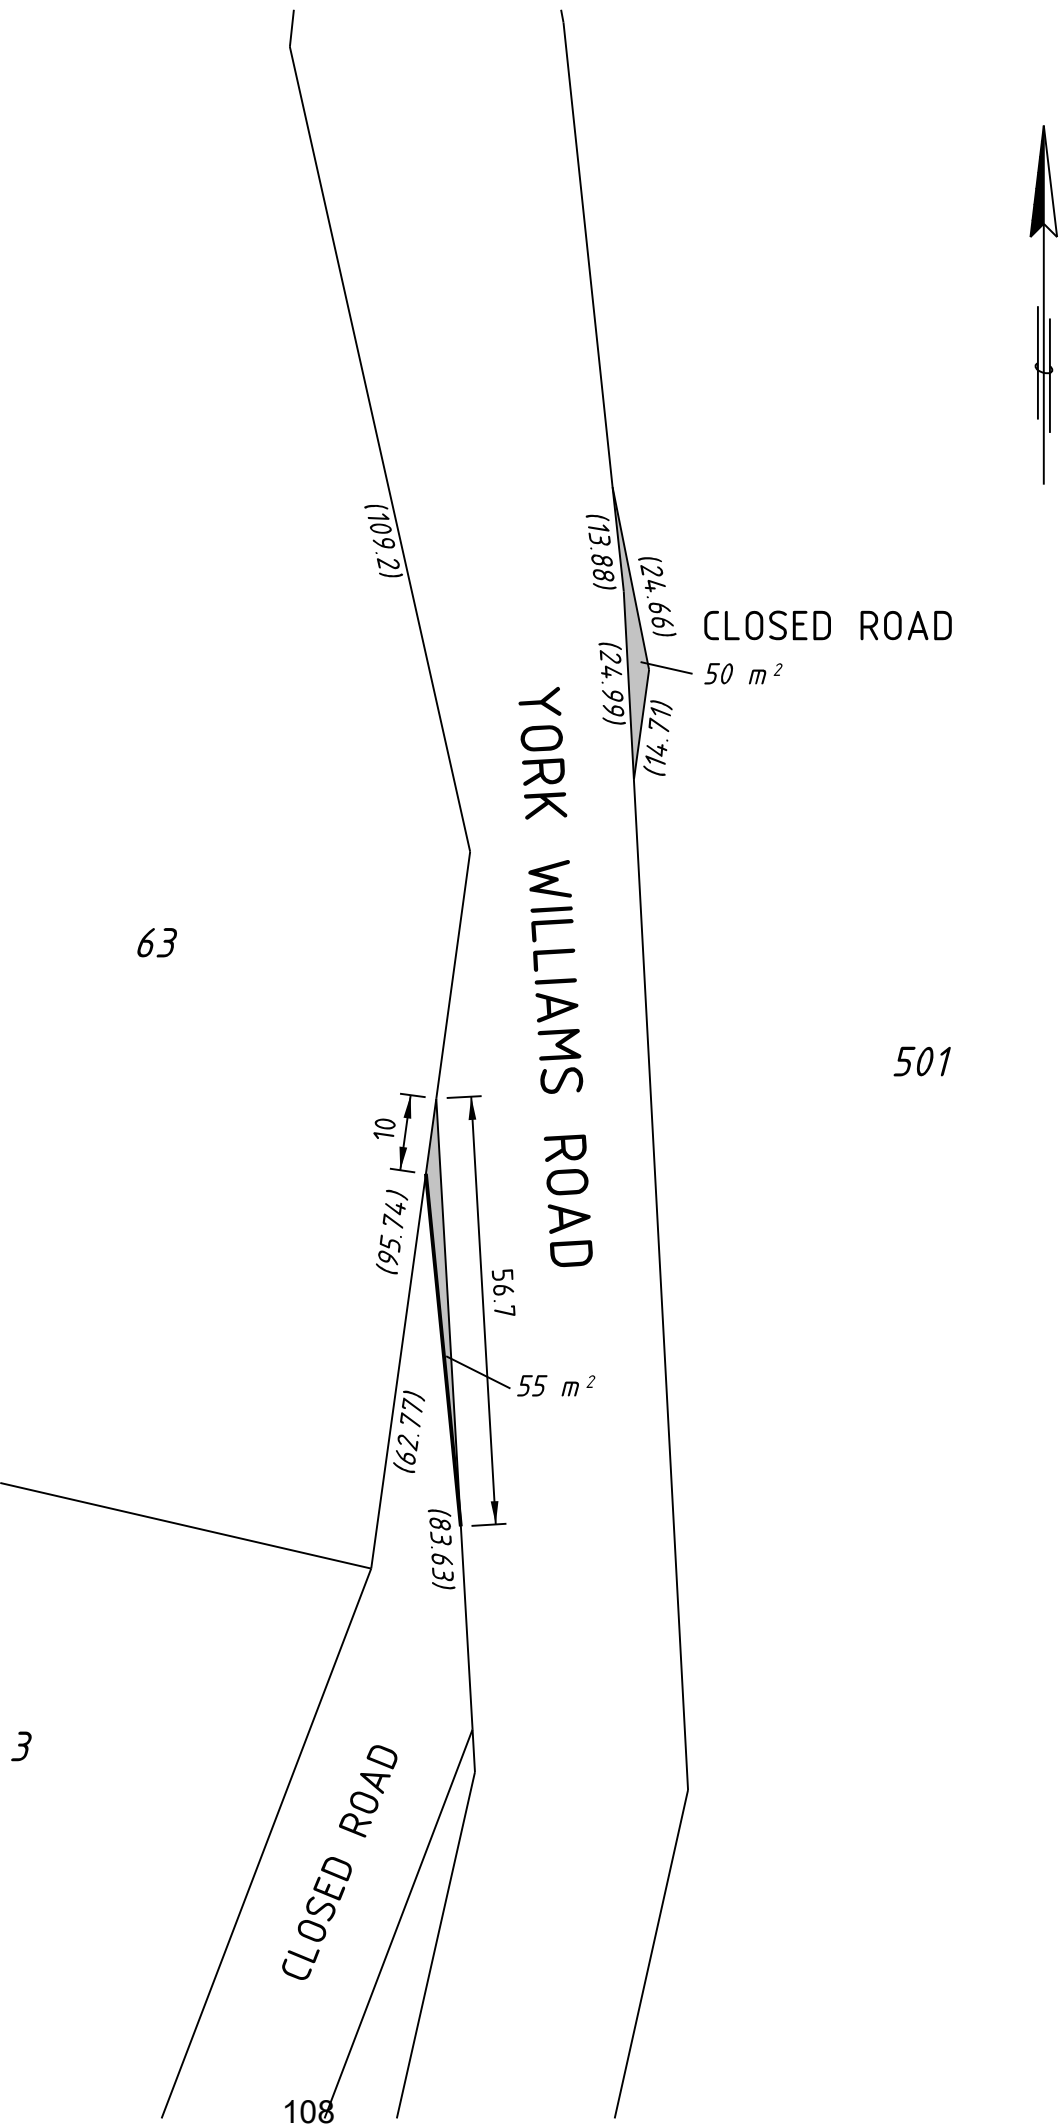 (109.2)
(13.88)
(24.66)
CLOSED ROAD
50 m²
(24.99)
(14.71)
YORK WILLIAMS ROAD
63
501
10
(95.74)
56.7
55 m²
(62.77)
(83.63)
3
CLOSED ROAD
108